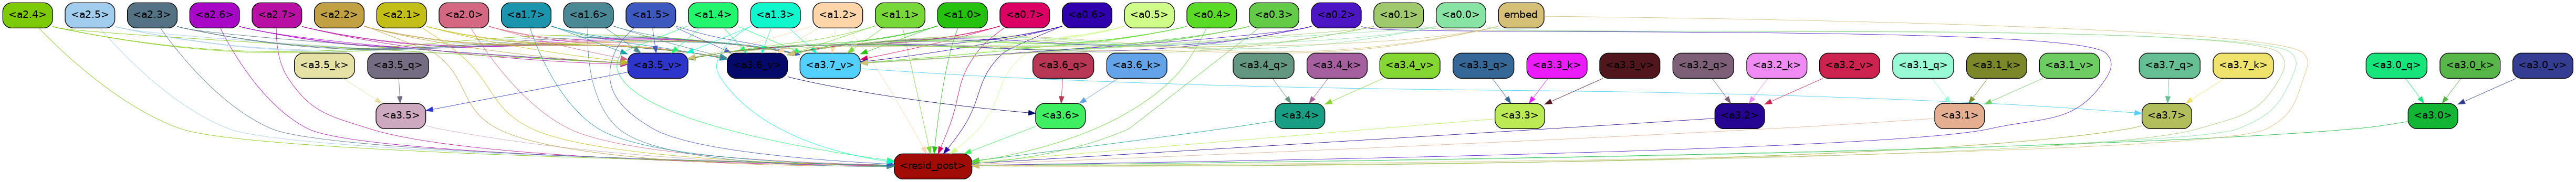 <a2.4> <a2.5> <a2.3> <a2.6> <a2.7> <a2.2> <a2.1> <a2.0> <a1.7> <a1.6> <a1.5> <a1.4> <a1.3> <a1.2> <a1.1> <a1.0> <a0.7> <a0.6> <a0.5> <a0.4> <a0.3> <a0.2> <a0.1> <a0.0> embed
<a3.5_k> <a3.5_q> <a3.5_v> <a3.6_v> <a3.7_v> <a3.6_q> <a3.6_k> <a3.4_q> <a3.4_k> <a3.4_v> <a3.3_q> <a3.3_k> <a3.3_v> <a3.2_q> <a3.2_k> <a3.2_v> <a3.1_q> <a3.1_k> <a3.1_v> <a3.7_q> <a3.7_k> <a3.0_q> <a3.0_k> <a3.0_v>
<a3.5> <a3.6> <a3.4> <a3.3> <a3.2> <a3.1> <a3.7> <a3.0>
<resid_post>